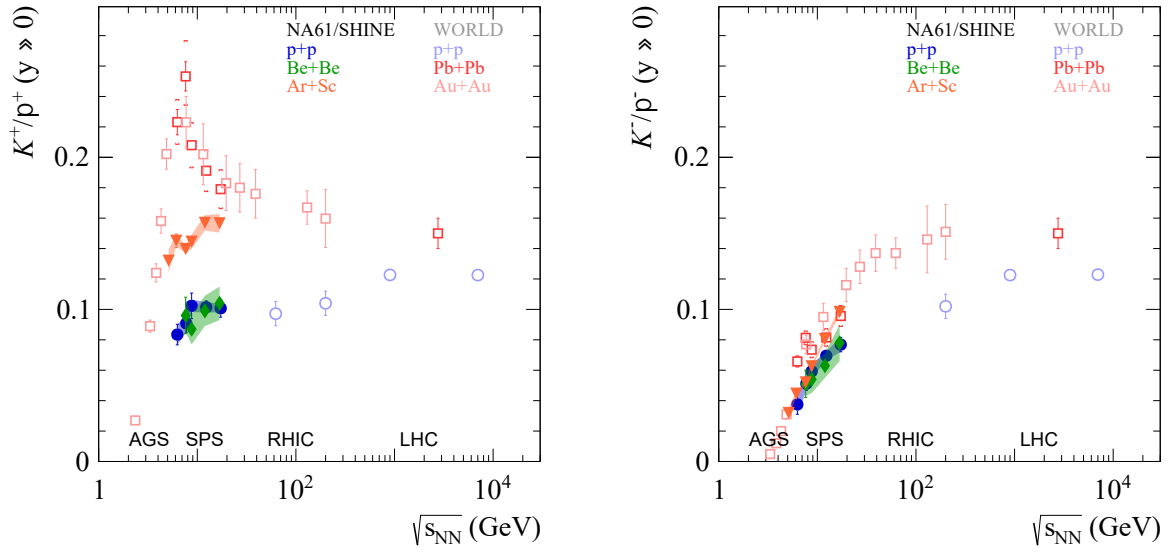 K⁺/p⁺ (y » 0)
NA61/SHINE WORLD
p+p p+p
Be+Be Pb+Pb
Ar+Sc Au+Au
0.2
0.1
AGS SPS RHIC LHC
0
1 10² 10⁴
√s_NN (GeV)
K⁻/p⁻ (y » 0)
NA61/SHINE WORLD
p+p p+p
Be+Be Pb+Pb
Ar+Sc Au+Au
0.2
0.1
AGS SPS RHIC LHC
0
1 10² 10⁴
√s_NN (GeV)